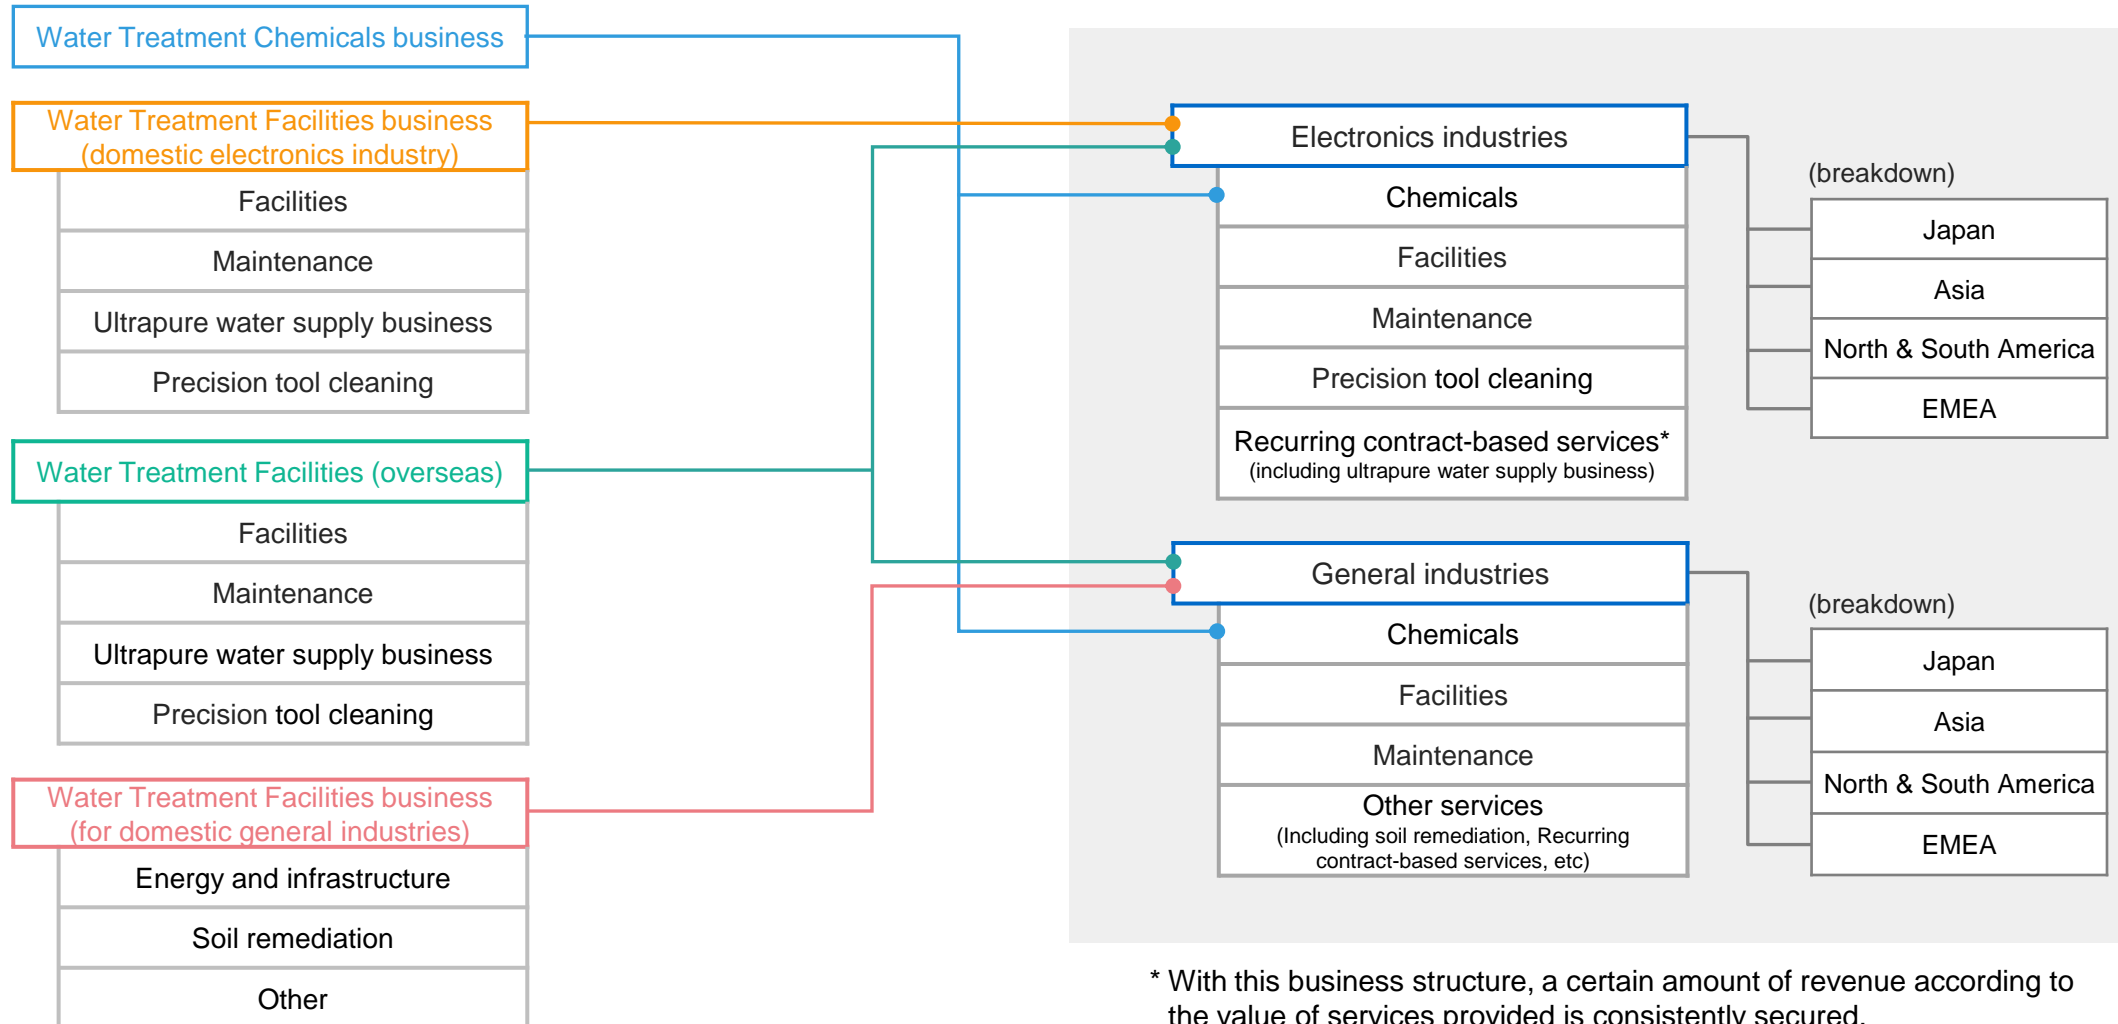 Water Treatment Chemicals business
Water Treatment Facilities business
(domestic electronics industry)
Facilities
Maintenance
Ultrapure water supply business
Precision tool cleaning
Water Treatment Facilities (overseas)
Facilities
Maintenance
Ultrapure water supply business
Precision tool cleaning
Water Treatment Facilities business
(for domestic general industries)
Energy and infrastructure
Soil remediation
Other
Electronics industries
Chemicals
Facilities
Maintenance
Precision tool cleaning
Recurring contract-based services*
(including ultrapure water supply business)
(breakdown)
Japan
Asia
North & South America
EMEA
General industries
Chemicals
Facilities
Maintenance
Other services
(Including soil remediation, Recurring
contract-based services, etc)
(breakdown)
Japan
Asia
North & South America
EMEA
* With this business structure, a certain amount of revenue according to
the value of services provided is consistently secured.